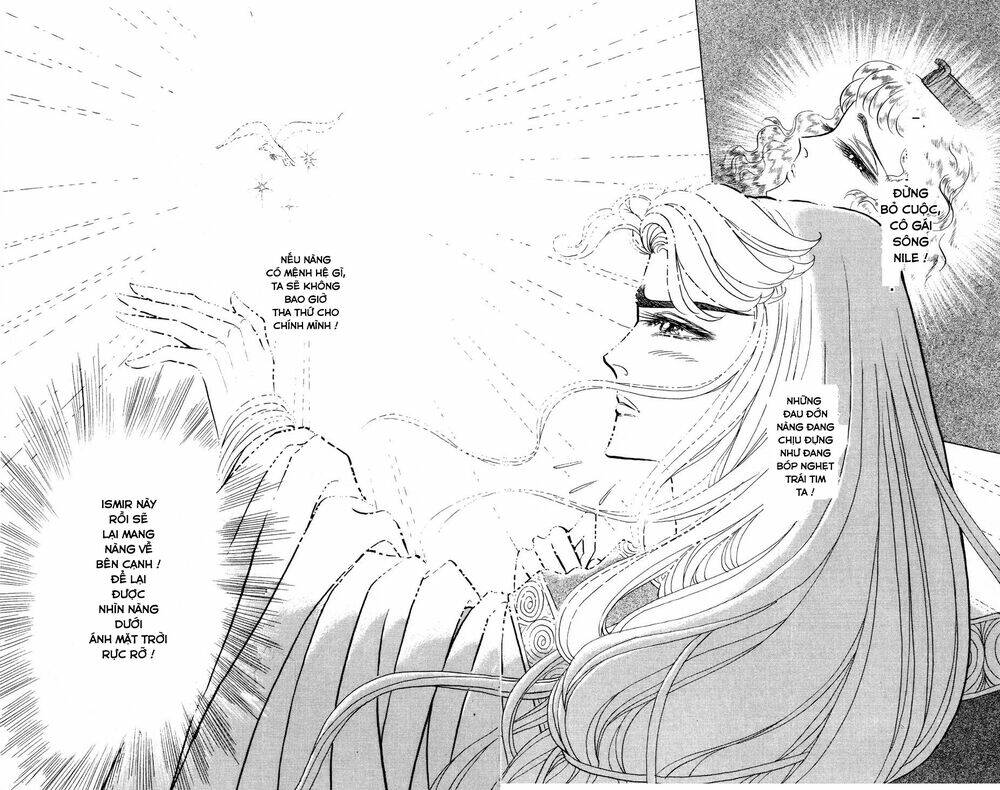 ĐỪNG
BỎ CUỘC,
CÔ GÁI
SÔNG
NILE !
NHỮNG
ĐAU ĐỚN
NÀNG ĐANG
CHỊU ĐỰNG
NHƯ ĐANG
BÓP NGHẸT
TRÁI TIM
TA !
NẾU NÀNG
CÓ MỆNH HỆ GÌ,
TA SẼ KHÔNG
BAO GIỜ
THA THỨ CHO
CHÍNH MÌNH !
ISMIR NÀY
RỒI SẼ
LẠI MANG
NÀNG VỀ
BÊN CẠNH !
ĐỂ LẠI
ĐƯỢC
NHÌN NÀNG
DƯỚI
ÁNH MẶT TRỜI
RỰC RỠ !